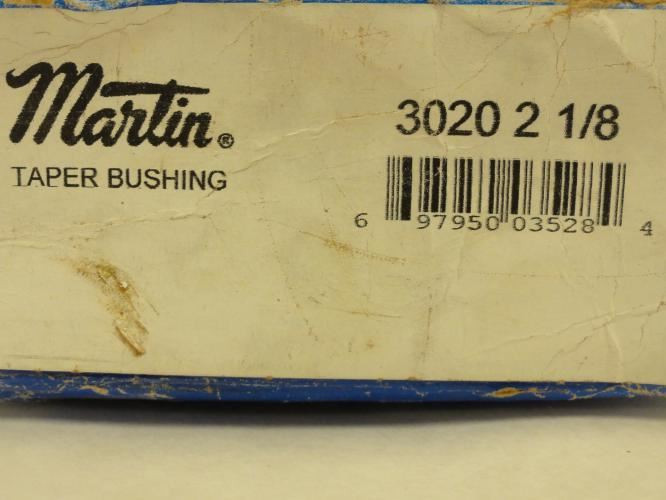 Martin®
TAPER BUSHING
3020 2 1/8
6 97950 03528 4